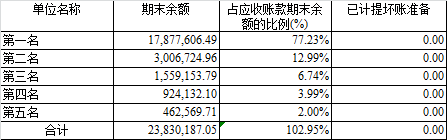 单位名称 期末余额 占应收账款期末余额的比例(%) 已计提坏账准备
第一名 17,877,606.49 77.23% 0.00
第二名 3,006,724.96 12.99% 0.00
第三名 1,559,153.79 6.74% 0.00
第四名 924,132.10 3.99% 0.00
第五名 462,569.71 2.00% 0.00
合计 23,830,187.05 102.95% 0.00